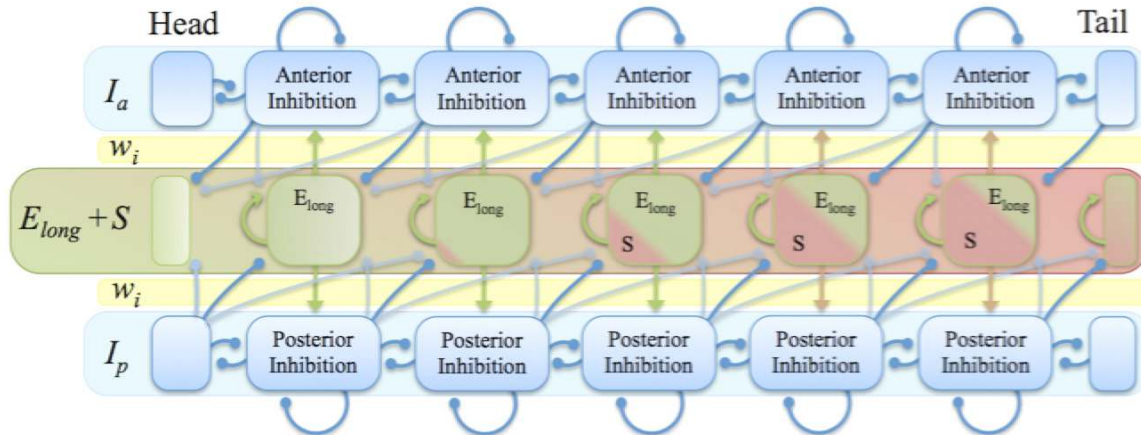 Head
Tail
I_a
Anterior
Inhibition
Anterior
Inhibition
Anterior
Inhibition
Anterior
Inhibition
Anterior
Inhibition
w_i
E_long + S
E_long
E_long
E_long
S
E_long
S
E_long
S
w_i
I_p
Posterior
Inhibition
Posterior
Inhibition
Posterior
Inhibition
Posterior
Inhibition
Posterior
Inhibition